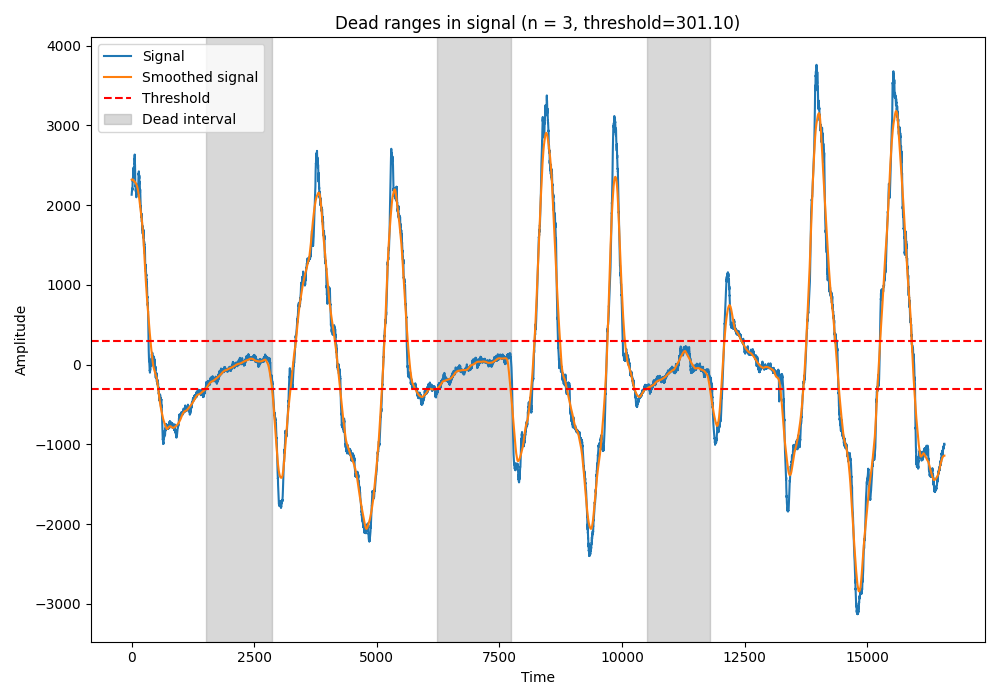 Dead ranges in signal (n = 3, threshold=301.10)
Signal
Smoothed signal
Threshold
Dead interval
4000
3000
2000
1000
0
−1000
−2000
−3000
Amplitude
0
2500
5000
7500
10000
12500
15000
Time